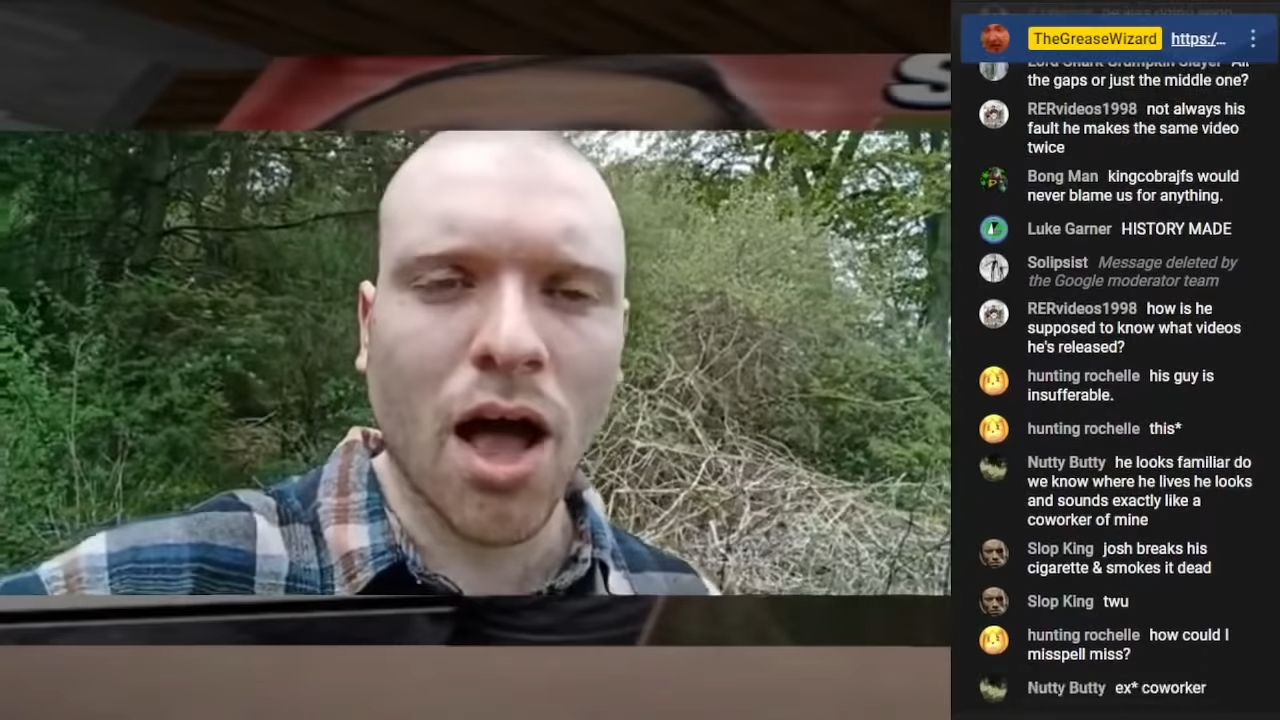 S
TheGreaseWizard https:/...
the gaps or just the middle one?
RERvideos1998 not always his
fault he makes the same video
twice
Bong Man kingcobrajfs would
never blame us for anything.
Luke Garner HISTORY MADE
Solipsist Message deleted by
the Google moderator team
RERvideos1998 how is he
supposed to know what videos
he's released?
hunting rochelle his guy is
insufferable.
hunting rochelle this*
Nutty Butty he looks familiar do
we know where he lives he looks
and sounds exactly like a
coworker of mine
Slop King josh breaks his
cigarette & smokes it dead
Slop King twu
hunting rochelle how could I
misspell miss?
Nutty Butty ex* coworker